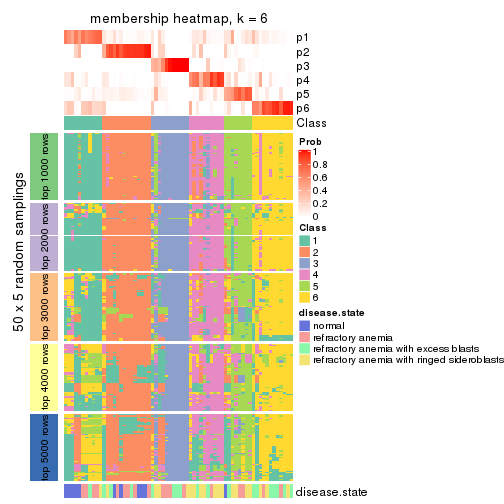 membership heatmap, k = 6
p1
p2
p3
p4
p5
p6
Class
50 x 5 random samplings
top 1000 rows
top 2000 rows
top 3000 rows
top 4000 rows
top 5000 rows
Prob
1
0.8
0.6
0.4
0.2
0
Class
1
2
3
4
5
6
disease.state
normal
refractory anemia
refractory anemia with excess blasts
refractory anemia with ringed sideroblasts
disease.state